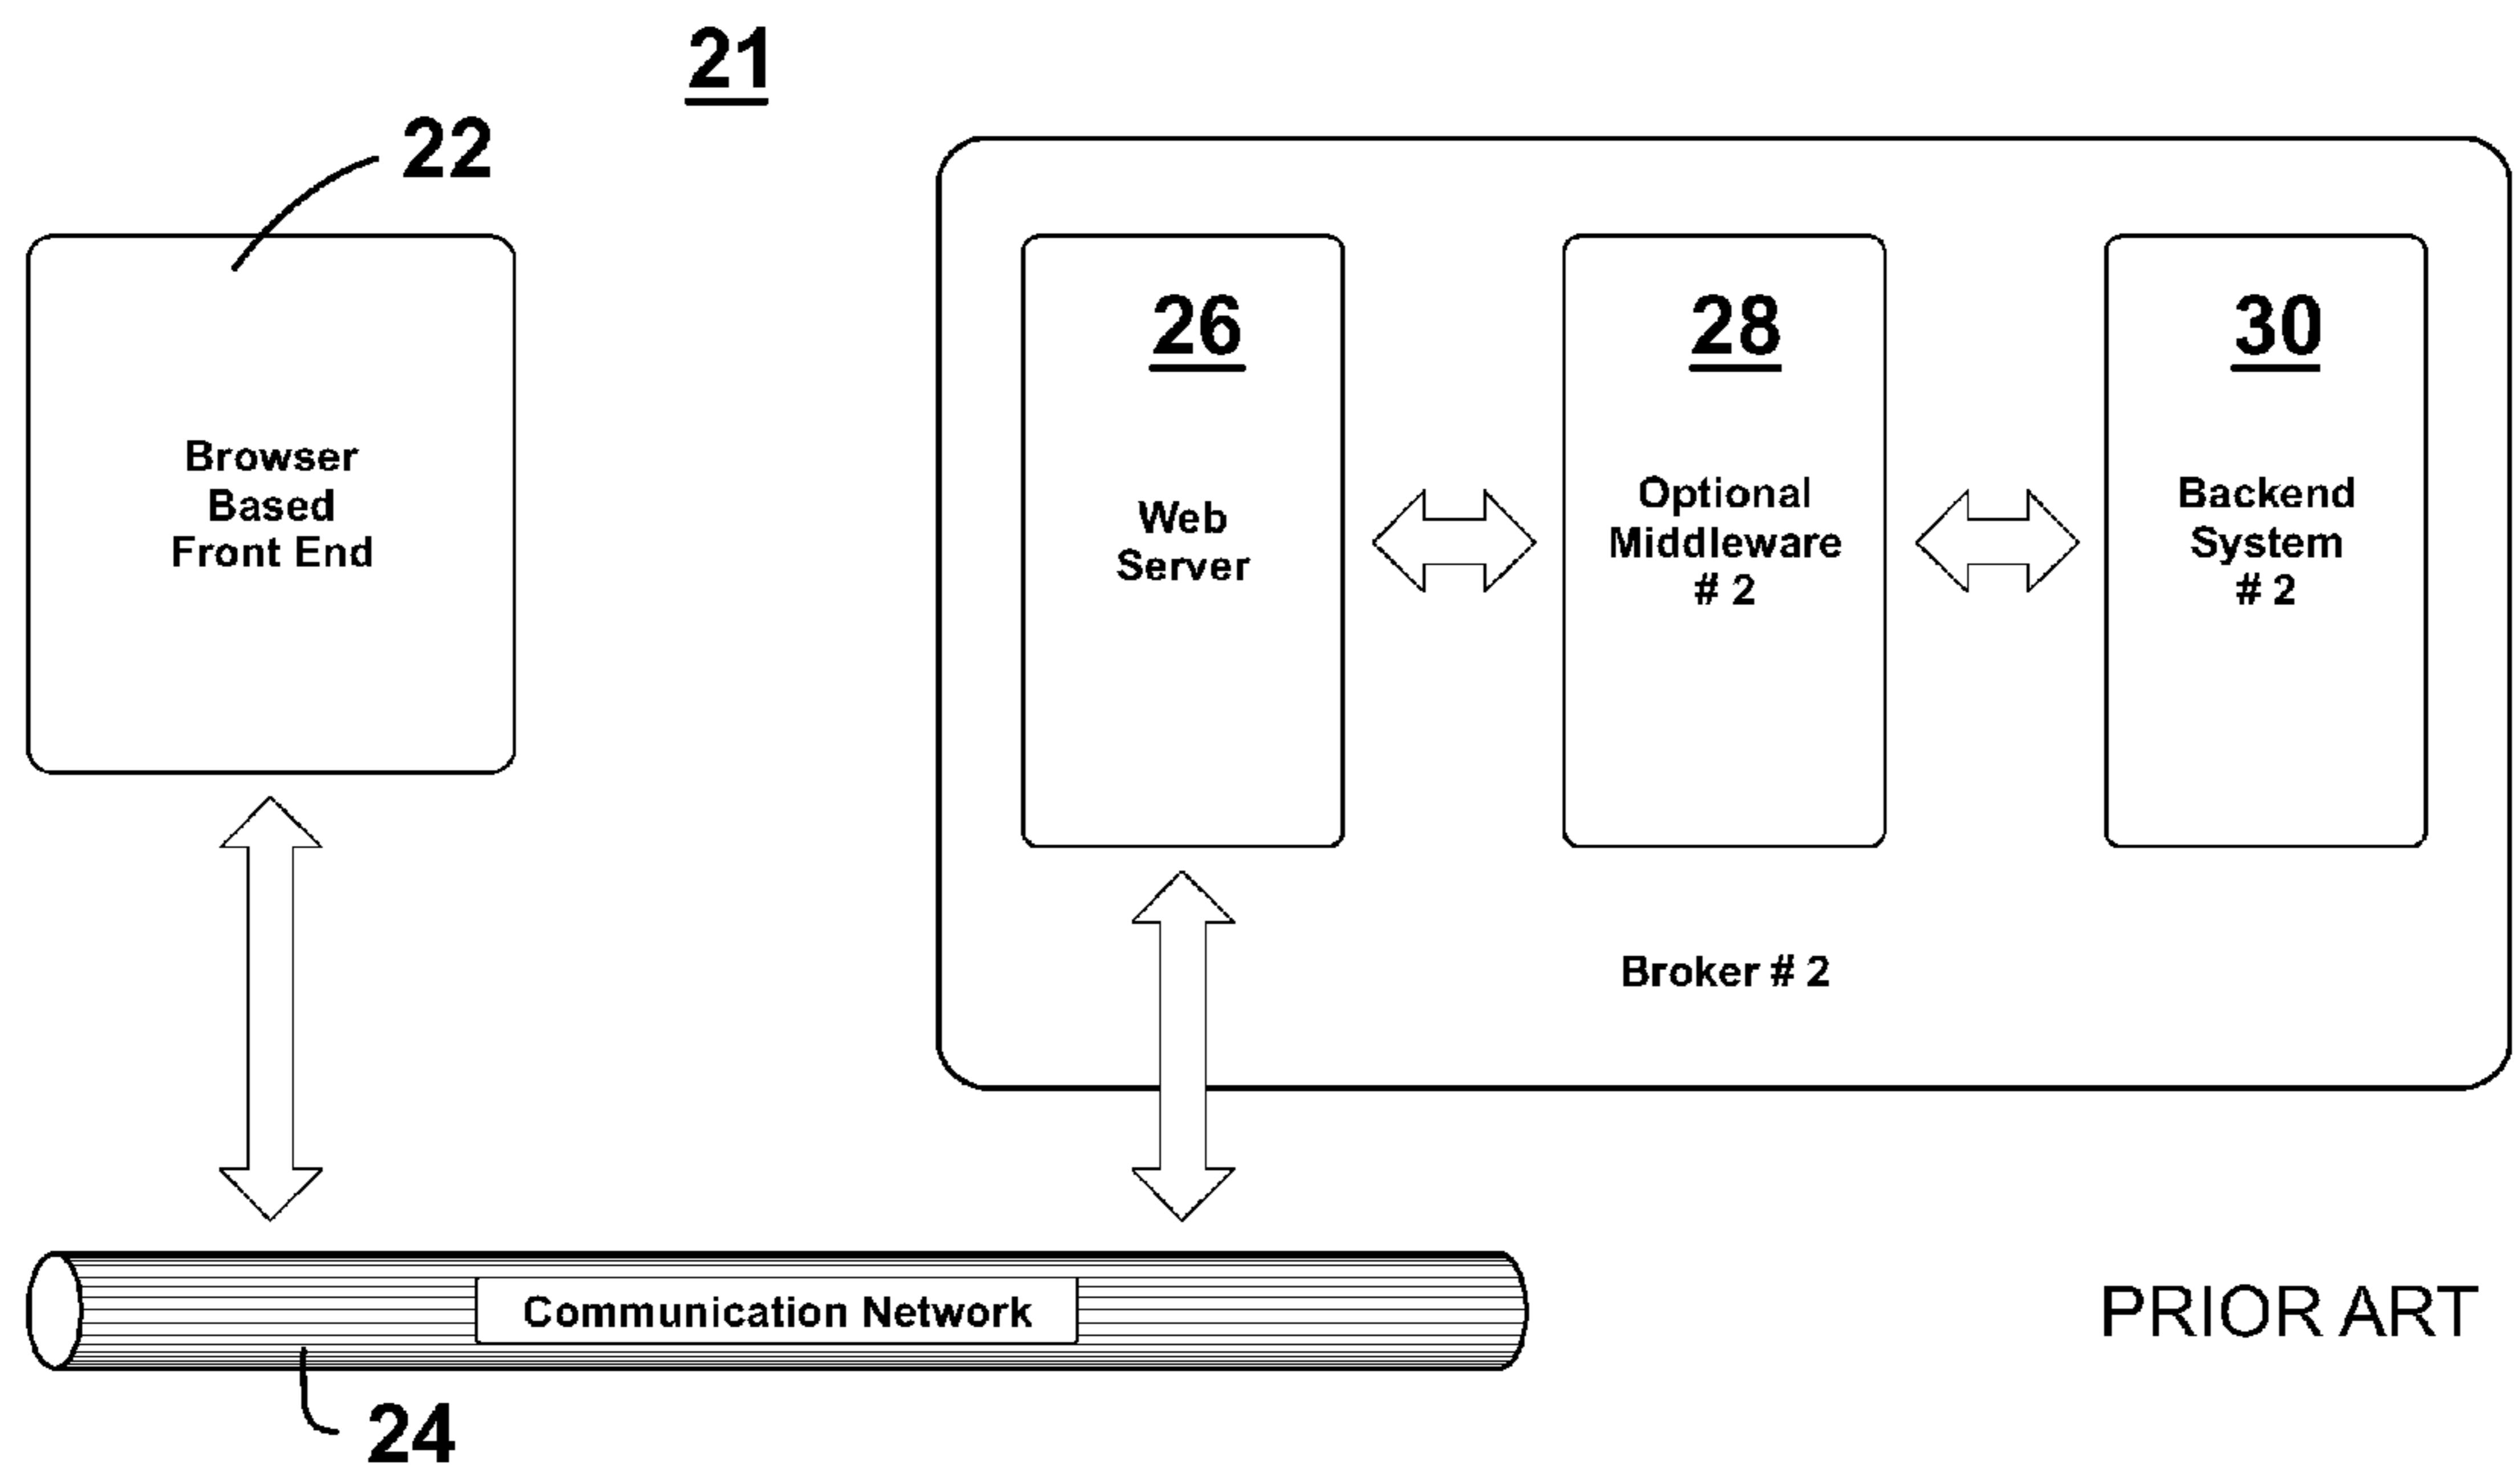 21
22
Browser
Based
Front End
26
Web
Server
28
Optional
Middleware
# 2
30
Backend
System
# 2
Broker # 2
Communication Network
24
PRIOR ART